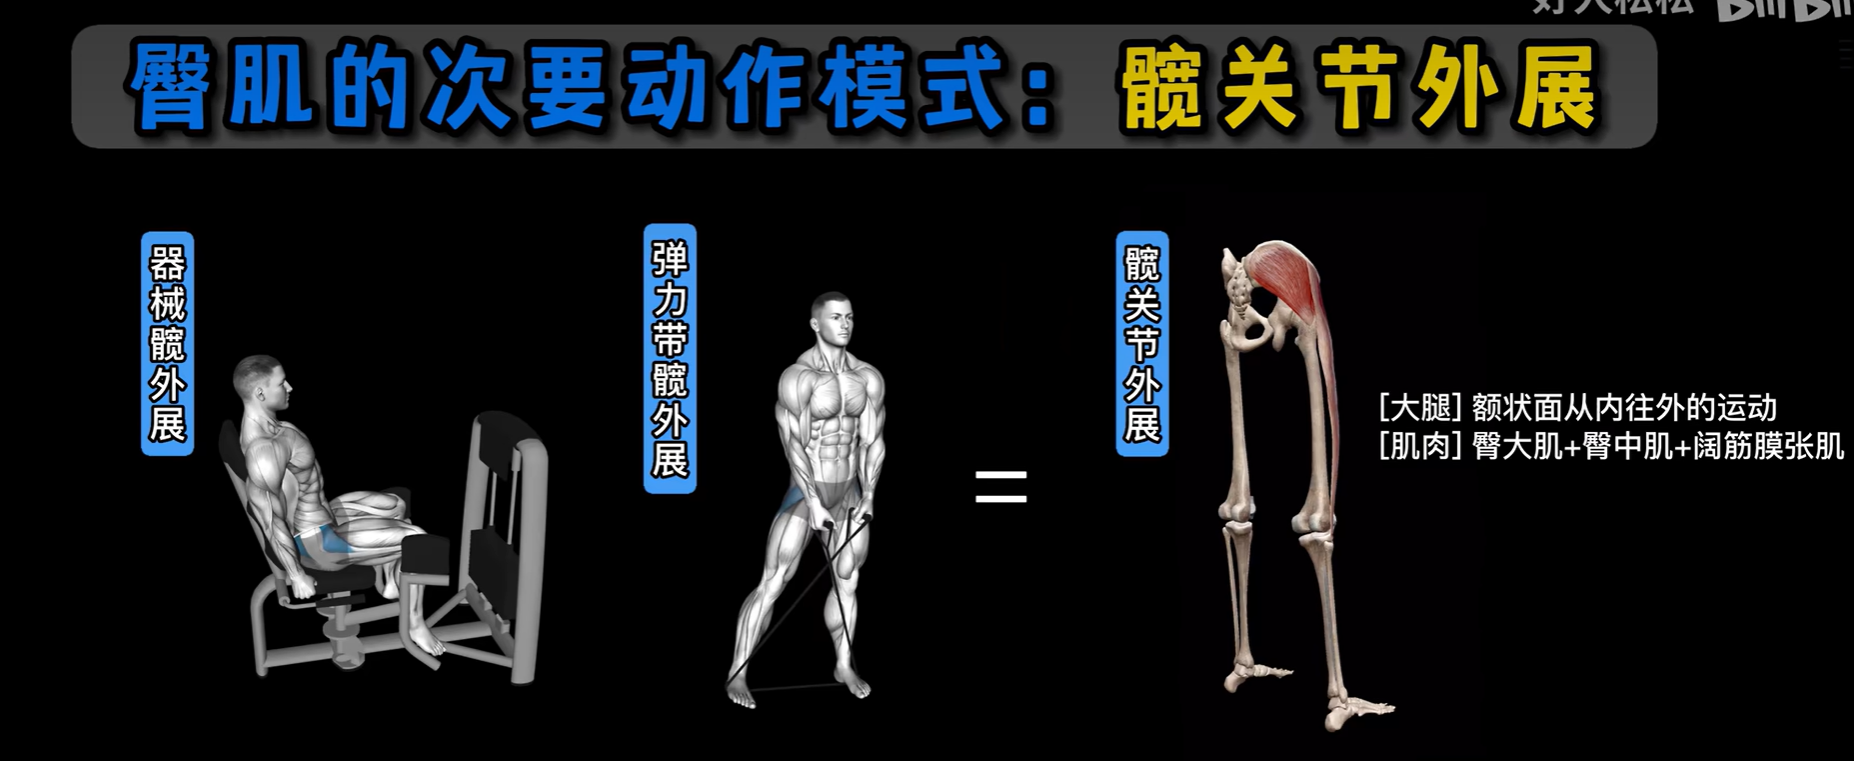 臀肌的次要动作模式：髋关节外展
器械髋外展
弹力带髋外展
髋关节外展
=
[大腿] 额状面从内往外的运动
[肌肉] 臀大肌+臀中肌+阔筋膜张肌